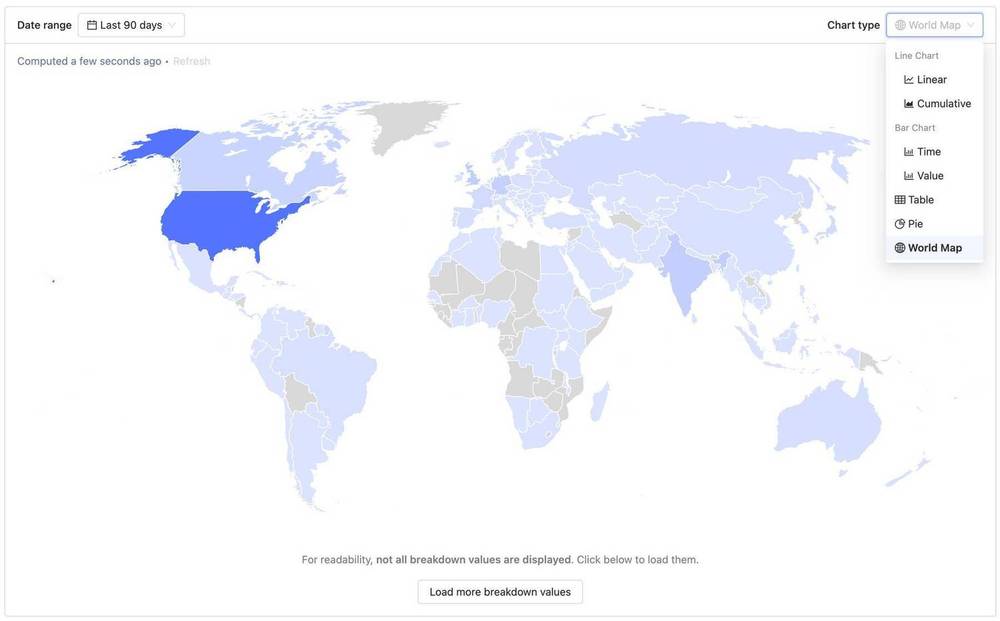 Date range Last 90 days Chart type World Map
Computed a few seconds ago • Refresh
Line Chart
Linear
Cumulative
Bar Chart
Time
Value
Table
Pie
World Map
For readability, not all breakdown values are displayed. Click below to load them.
Load more breakdown values